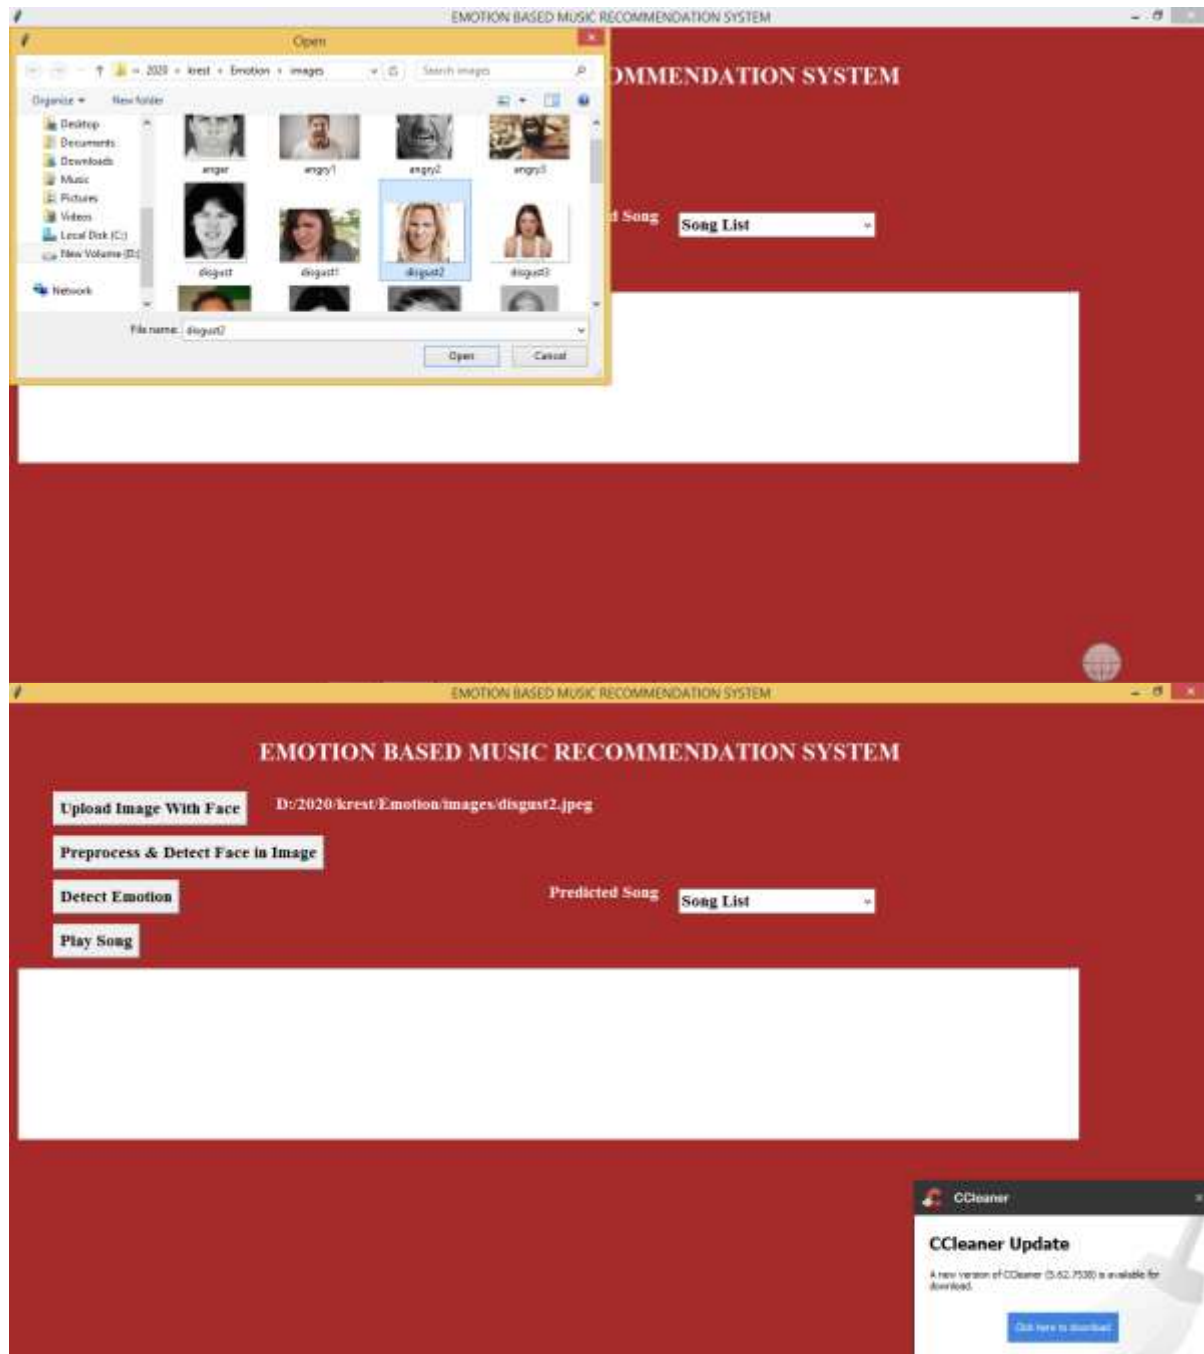 EMOTION BASED MUSIC RECOMMENDATION SYSTEM
Open
2020 krest Emotion images Search images
OMMENDATION SYSTEM
Organize New folder
Desktop
Documents
Downloads
Music
Pictures
Videos
Local Disk (C:)
New Volume (D:)
Network
anger angry1 angry2 angry3
disgust disgust1 disgust2 disgust3
d Song Song List
File name: disgust2
Open Cancel
EMOTION BASED MUSIC RECOMMENDATION SYSTEM
EMOTION BASED MUSIC RECOMMENDATION SYSTEM
Upload Image With Face D:/2020/krest/Emotion/images/disgust2.jpeg
Preprocess & Detect Face in Image
Detect Emotion Predicted Song Song List
Play Song
CCleaner
CCleaner Update
A new version of CCleaner (5.62.7538) is available for
download.
Click here to download